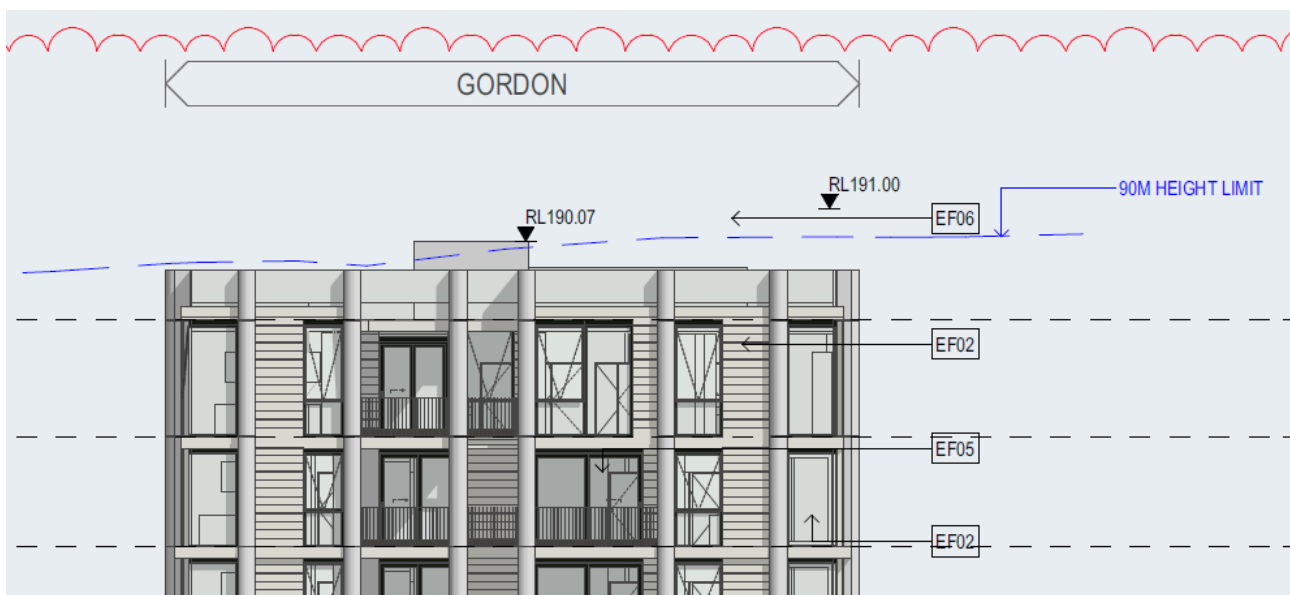 GORDON
RL191.00
90M HEIGHT LIMIT
RL190.07
EF06
EF02
EF05
EF02